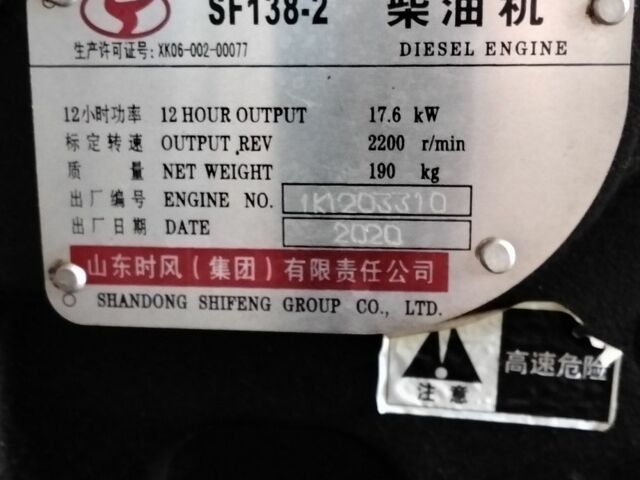 SF138-2 柴油机
生产许可证号: XK06-002-00077 DIESEL ENGINE
12小时功率 12 HOUR OUTPUT 17.6 kW
标定转速 OUTPUT REV 2200 r/min
质量 NET WEIGHT 190 kg
出厂编号 ENGINE NO. 1K1203310
出厂日期 DATE 2020
山东时风（集团）有限责任公司
SHANDONG SHIFENG GROUP CO., LTD.
高速危险
注意